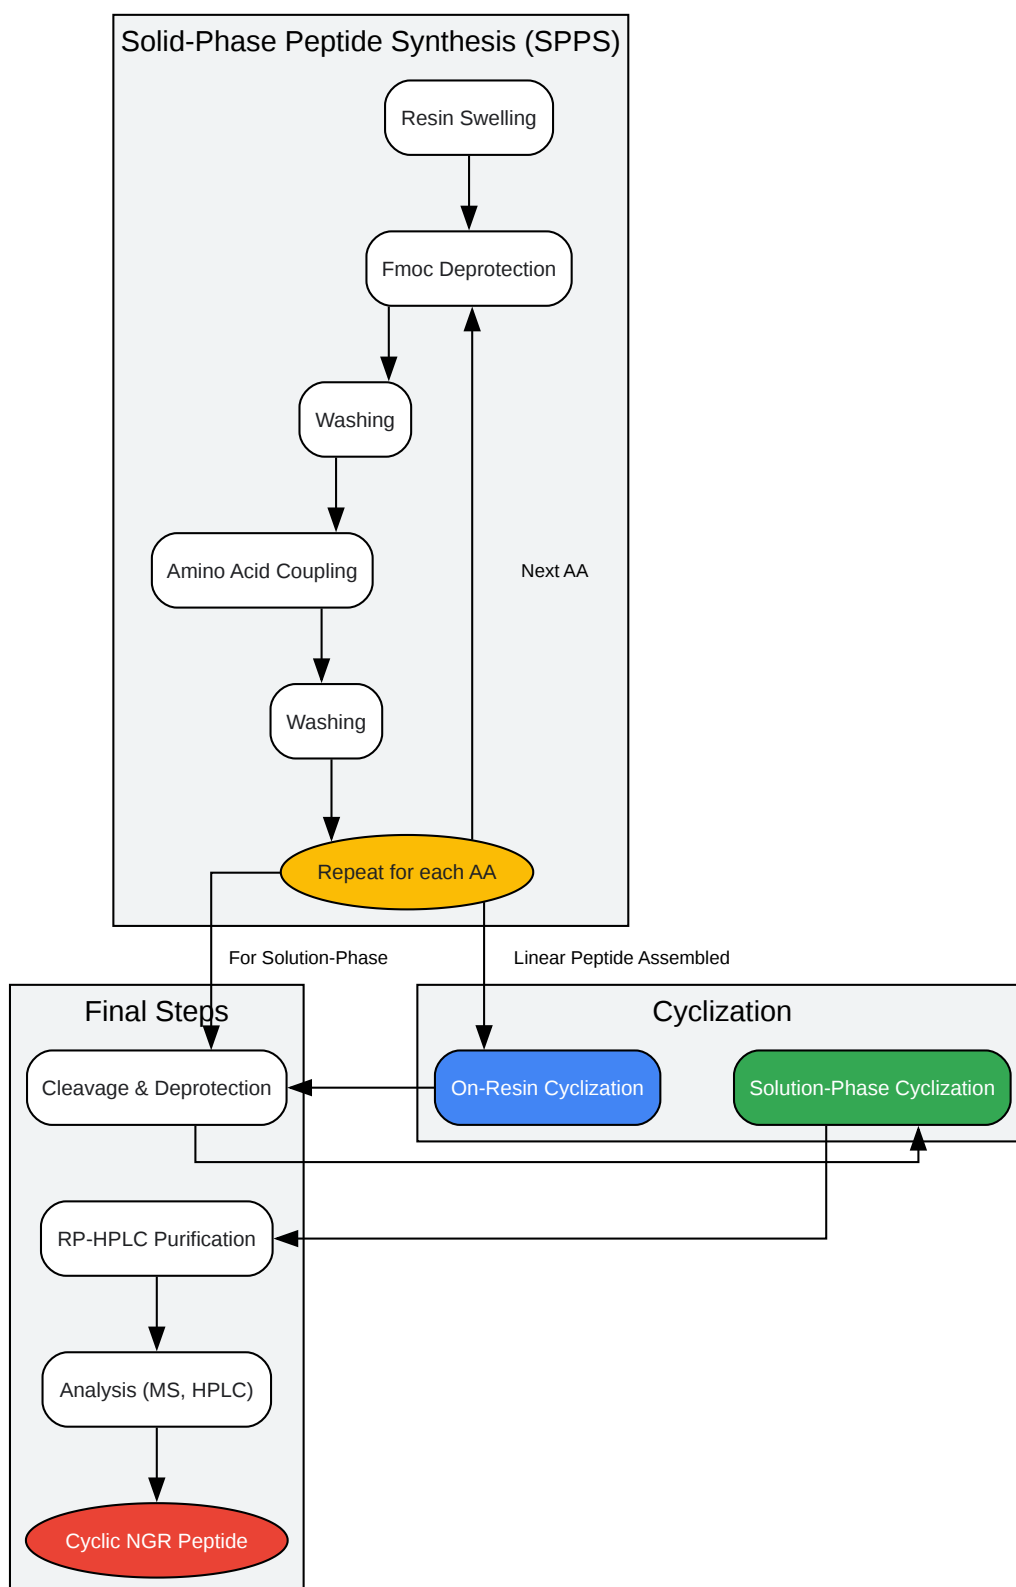 Solid-Phase Peptide Synthesis (SPPS)
Resin Swelling
Fmoc Deprotection
Washing
Amino Acid Coupling
Next AA
Washing
Repeat for each AA
For Solution-Phase
Linear Peptide Assembled
Final Steps
Cyclization
Cleavage & Deprotection
On-Resin Cyclization
Solution-Phase Cyclization
RP-HPLC Purification
Analysis (MS, HPLC)
Cyclic NGR Peptide